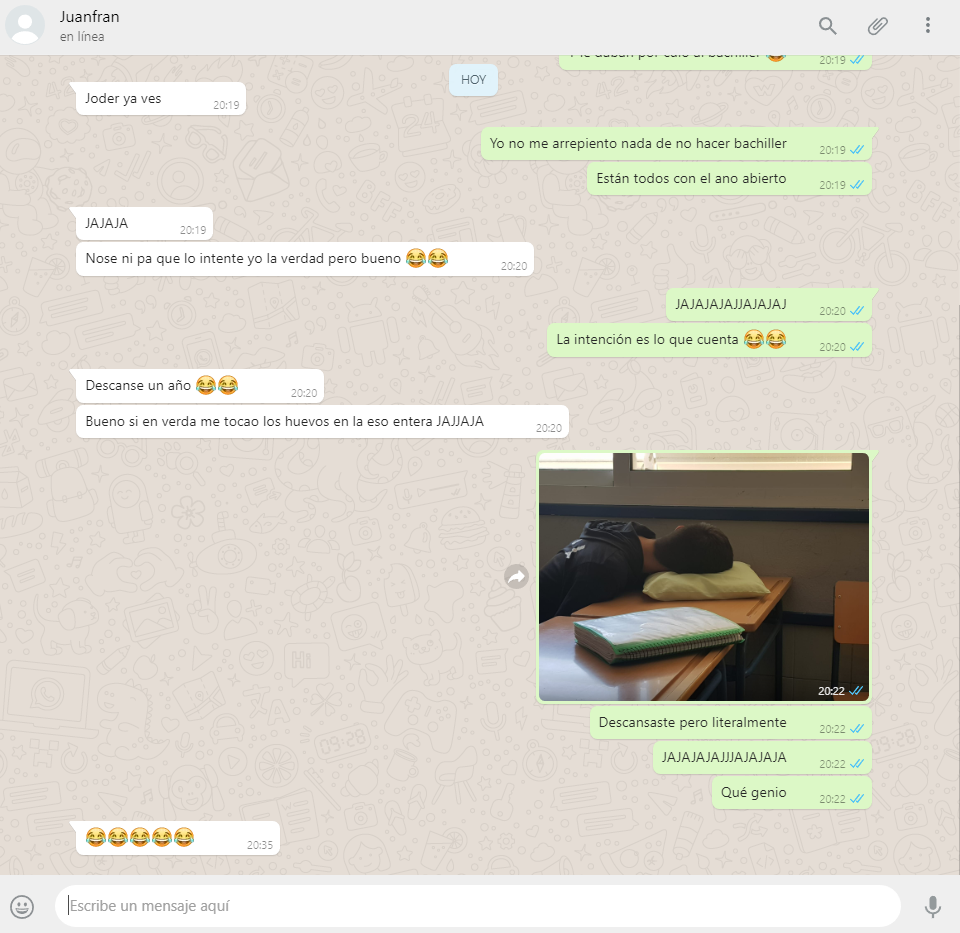 Juanfran
en línea
20:19
HOY
Joder ya ves
20:19
Yo no me arrepiento nada de no hacer bachiller
20:19
Están todos con el ano abierto
20:19
JAJAJA
20:19
Nose ni pa que lo intente yo la verdad pero bueno 😂😂
20:20
JAJAJAJAJJAJAJAJ
20:20
La intención es lo que cuenta 😂😂
20:20
Descanse un año 😂😂
20:20
Bueno si en verda me tocao los huevos en la eso entera JAJJAJA
20:20
20:22
Descansaste pero literalmente
20:22
JAJAJAJAJJJAJAJAJA
20:22
Qué genio
20:22
😂😂😂😂😂
20:35
Escribe un mensaje aquí